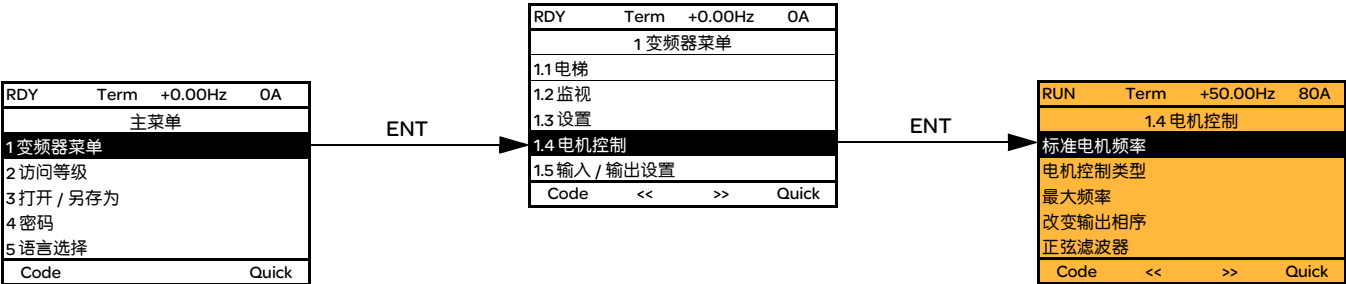 RDY Term +0.00Hz 0A
主菜单
1 变频器菜单
2 访问等级
3 打开 / 另存为
4 密码
5 语言选择
Code Quick
ENT
RDY Term +0.00Hz 0A
1 变频器菜单
1.1 电梯
1.2 监视
1.3 设置
1.4 电机控制
1.5 输入 / 输出设置
Code << >> Quick
ENT
RUN Term +50.00Hz 80A
1.4 电机控制
标准电机频率
电机控制类型
最大频率
改变输出相序
正弦滤波器
Code << >> Quick